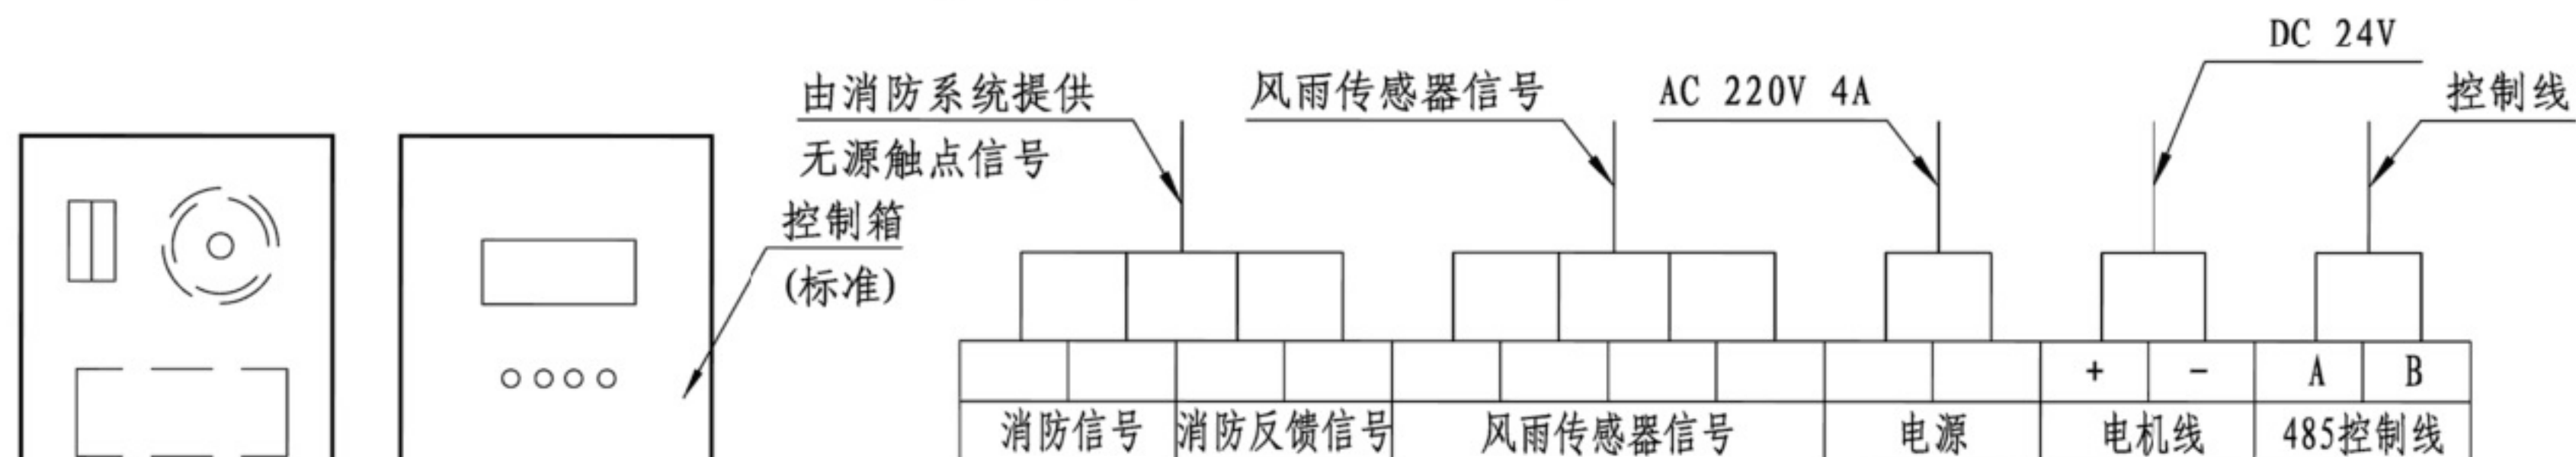 DC 24V
由消防系统提供
无源触点信号
风雨传感器信号
AC 220V 4A
控制线
控制箱
(标准)
+ - A B
消防信号 消防反馈信号 风雨传感器信号 电源 电机线 485控制线